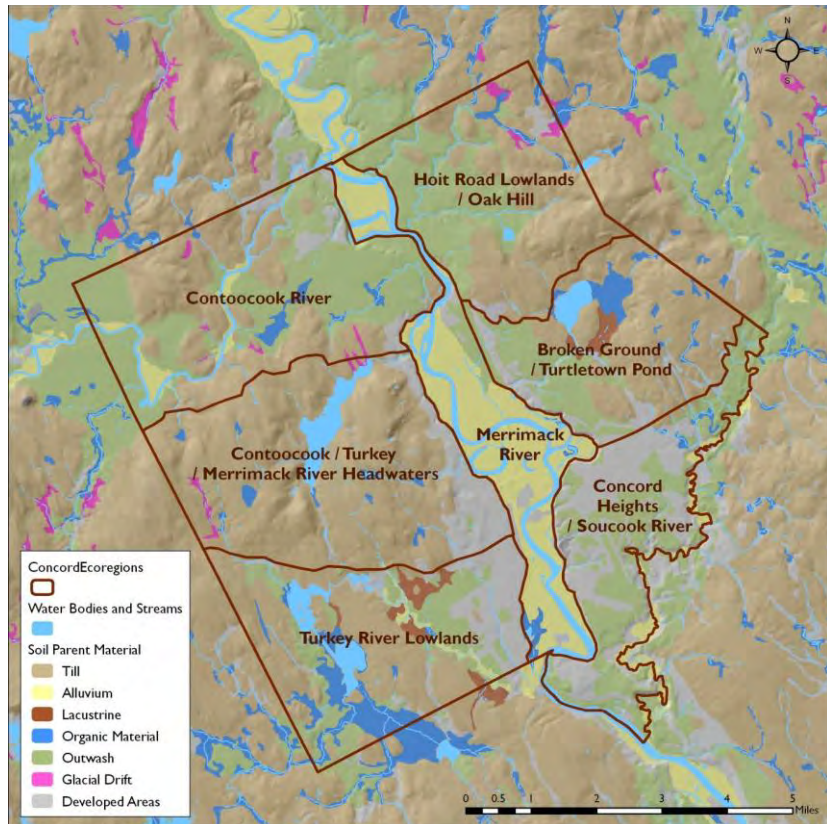 N
W E
S
Hoit Road Lowlands
/ Oak Hill
Contoocook River
Broken Ground
/ Turtletown Pond
Merrimack
River
Contoocook / Turkey
/ Merrimack River Headwaters
Concord
Heights
/ Soucook River
Turkey River Lowlands
ConcordEcoregions
Water Bodies and Streams
Soil Parent Material
Till
Alluvium
Lacustrine
Organic Material
Outwash
Glacial Drift
Developed Areas
0 0.5 1 2 3 4 5
Miles